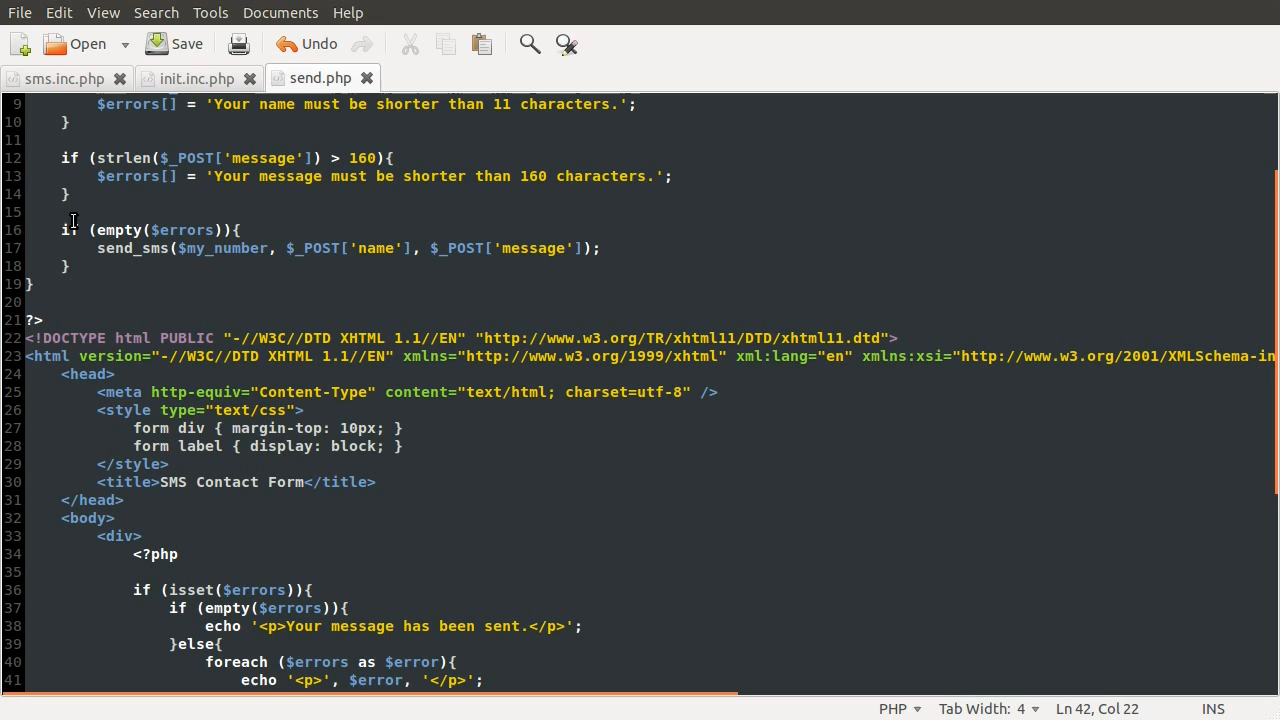 File Edit View Search Tools Documents Help
Open Save Undo
sms.inc.php init.inc.php send.php
9 $errors[] = 'Your name must be shorter than 11 characters.';
10 }
11
12 if (strlen($_POST['message']) > 160){
13 $errors[] = 'Your message must be shorter than 160 characters.';
14 }
15
16 if (empty($errors)){
17 send_sms($my_number, $_POST['name'], $_POST['message']);
18 }
19 }
20
21 ?>
22 <!DOCTYPE html PUBLIC "-//W3C//DTD XHTML 1.1//EN" "http://www.w3.org/TR/xhtml11/DTD/xhtml11.dtd">
23 <html version="-//W3C//DTD XHTML 1.1//EN" xmlns="http://www.w3.org/1999/xhtml" xml:lang="en" xmlns:xsi="http://www.w3.org/2001/XMLSchema-in
24 <head>
25 <meta http-equiv="Content-Type" content="text/html; charset=utf-8" />
26 <style type="text/css">
27 form div { margin-top: 10px; }
28 form label { display: block; }
29 </style>
30 <title>SMS Contact Form</title>
31 </head>
32 <body>
33 <div>
34 <?php
35
36 if (isset($errors)){
37 if (empty($errors)){
38 echo '<p>Your message has been sent.</p>';
39 }else{
40 foreach ($errors as $error){
41 echo '<p>', $error, '</p>';
PHP Tab Width: 4 Ln 42, Col 22 INS